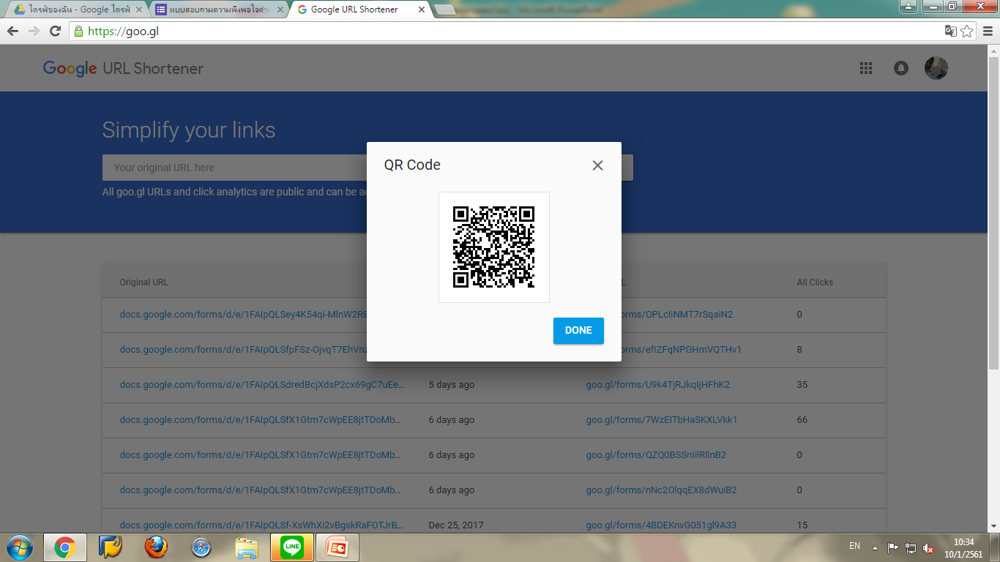 ไดรฟ์ของฉัน - Google ไดรฟ์
แบบสอบถามความพึงพอใจสำห
Google URL Shortener
Microsoft PowerPoint
https://goo.gl
Google URL Shortener
Simplify your links
Your original URL here
All goo.gl URLs and click analytics are public and can be ac
QR Code
DONE
Original URL
L
All Clicks
docs.google.com/forms/d/e/1FAIpQLSey4K54qi-MlnW2R8
orms/OPLcIiNMT7rSqaiN2
0
docs.google.com/forms/d/e/1FAIpQLSfpFSz-OjvqT7EhVnz
orms/efIZFqNPGHmVQTHv1
8
docs.google.com/forms/d/e/1FAIpQLSdredBcjXdsP2cx69gC7uEe...
5 days ago
goo.gl/forms/U9k4TjRJkqIjHFhK2
35
docs.google.com/forms/d/e/1FAIpQLSfX1Gtm7cWpEE8jtTDoMb...
6 days ago
goo.gl/forms/7WzEITbHaSKXLVkk1
66
docs.google.com/forms/d/e/1FAIpQLSfX1Gtm7cWpEE8jtTDoMb...
6 days ago
goo.gl/forms/QZQ0BSSnIilRllnB2
0
docs.google.com/forms/d/e/1FAIpQLSfX1Gtm7cWpEE8jtTDoMb...
6 days ago
goo.gl/forms/nNc2OlqqEX8dWuiB2
0
docs.google.com/forms/d/e/1FAIpQLSf-XsWhXi2vBgskRaFOTJrB...
Dec 25, 2017
goo.gl/forms/4BDEKnvG051gl9A33
15
LINE
EN
10:34
10/1/2561